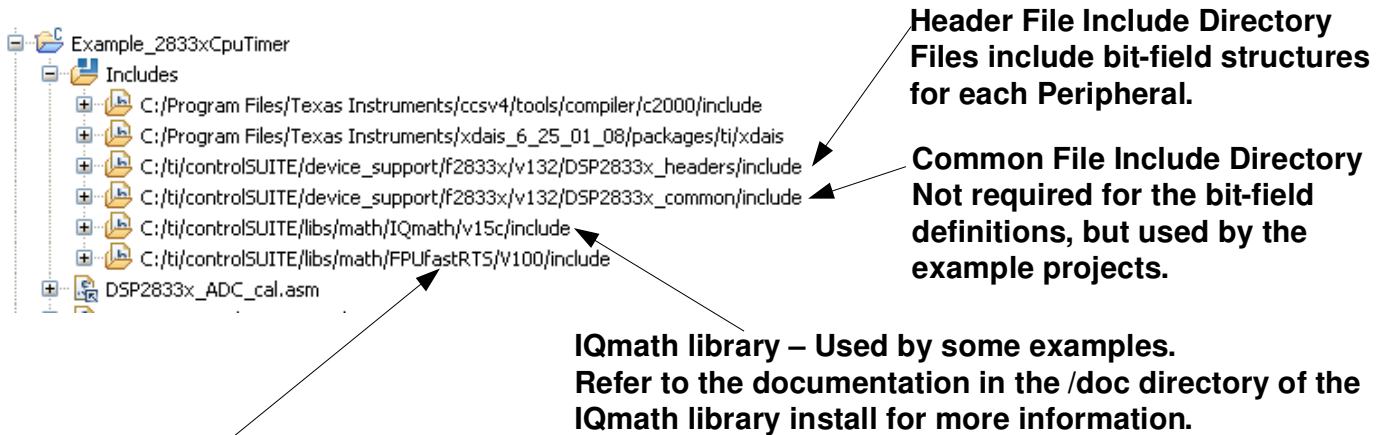 Example_2833xCpuTimer
Includes
C:/Program Files/Texas Instruments/ccsv4/tools/compiler/c2000/include
C:/Program Files/Texas Instruments/xdais_6_25_01_08/packages/ti/xdais
C:/ti/controlSUITE/device_support/f2833x/v132/DSP2833x_headers/include
C:/ti/controlSUITE/device_support/f2833x/v132/DSP2833x_common/include
C:/ti/controlSUITE/libs/math/IQmath/v15c/include
C:/ti/controlSUITE/libs/math/FPUfastRTS/V100/include
DSP2833x_ADC_cal.asm
Header File Include Directory
Files include bit-field structures
for each Peripheral.
Common File Include Directory
Not required for the bit-field
definitions, but used by the
example projects.
IQmath library – Used by some examples.
Refer to the documentation in the /doc directory of the
IQmath library install for more information.